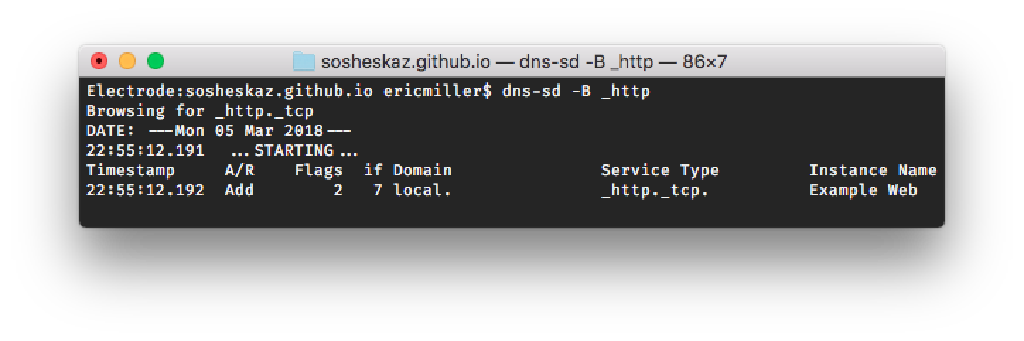 sosheskaz.github.io — dns-sd -B _http — 86×7
Electrode:sosheskaz.github.io ericmiller$ dns-sd -B _http
Browsing for _http._tcp
DATE: ---Mon 05 Mar 2018---
22:55:12.191  ...STARTING...
Timestamp     A/R    Flags  if Domain               Service Type         Instance Name
22:55:12.192  Add        2   7 local.               _http._tcp.          Example Web